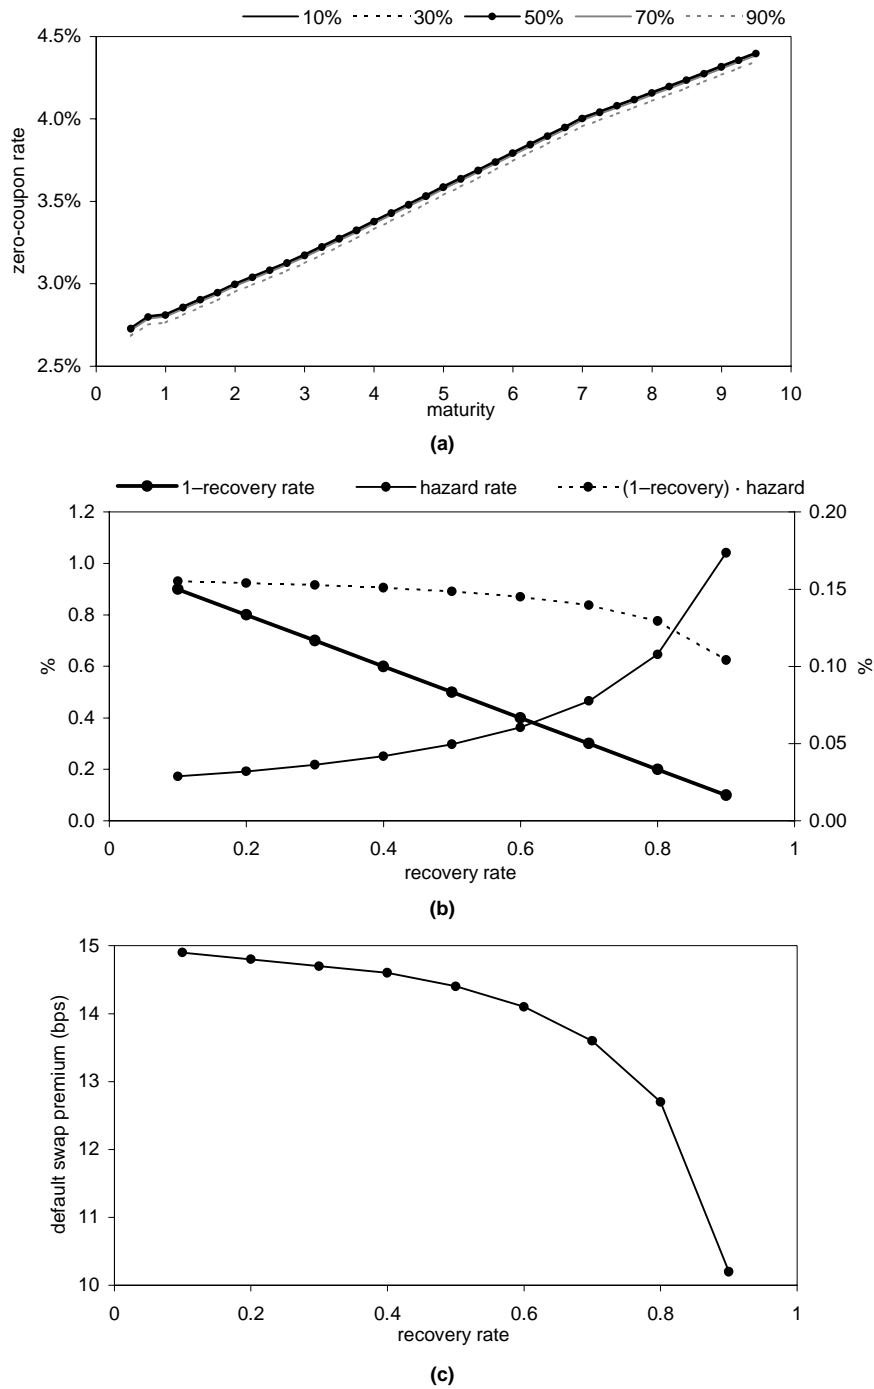 10% 30% 50% 70% 90%
4.5%
4.0%
3.5%
3.0%
2.5%
zero-coupon rate
0 1 2 3 4 5 6 7 8 9 10
maturity
(a)
1–recovery rate hazard rate (1–recovery) · hazard
1.2
1.0
0.8
0.6
0.4
0.2
0.0
%
0.20
0.15
0.10
0.05
0.00
%
0 0.2 0.4 0.6 0.8 1
recovery rate
(b)
15
14
13
12
11
10
default swap premium (bps)
0 0.2 0.4 0.6 0.8 1
recovery rate
(c)